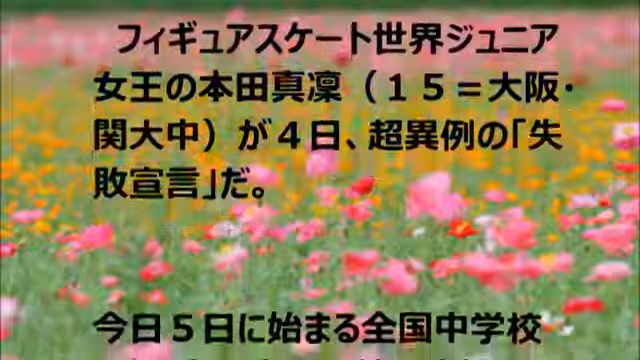 フィギュアスケート世界ジュニア
女王の本田真凜（１５＝大阪・
関大中）が４日、超異例の「失
敗宣言」だ。
今日５日に始まる全国中学校